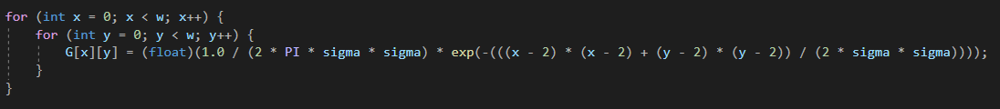 for (int x = 0; x < w; x++) {
    for (int y = 0; y < w; y++) {
        G[x][y] = (float)(1.0 / (2 * PI * sigma * sigma) * exp(-(((x - 2) * (x - 2) + (y - 2) * (y - 2)) / (2 * sigma * sigma))));
    }
}